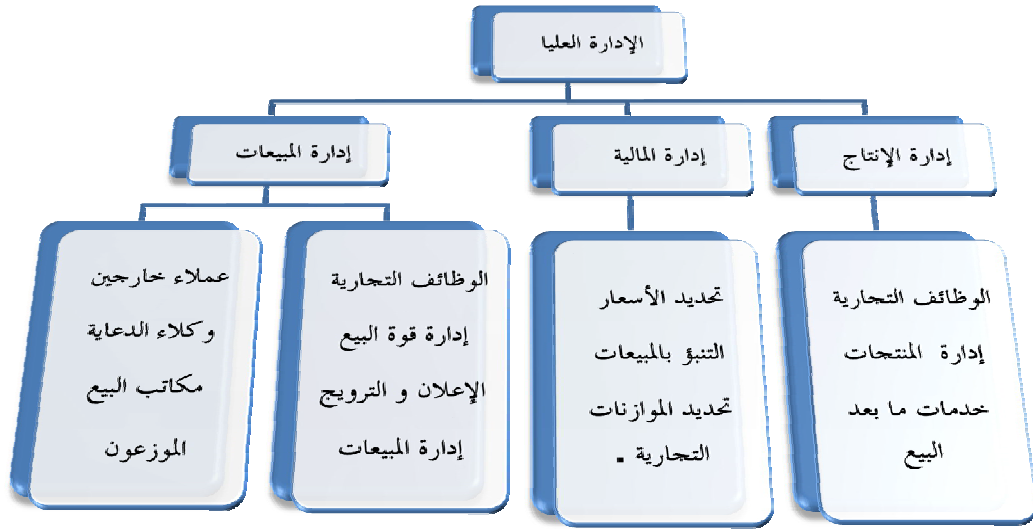 الإدارة العليا
إدارة الإنتاج
إدارة المالية
إدارة المبيعات
الوظائف التجارية
إدارة المنتجات
خدمات ما بعد
البيع
تحديد الأسعار
التنبؤ بالمبيعات
تحديد الموازنات
التجارية .
الوظائف التجارية
إدارة قوة البيع
الإعلان و الترويج
إدارة المبيعات
عملاء خارجين
وكلاء الدعاية
مكاتب البيع
الموزعون